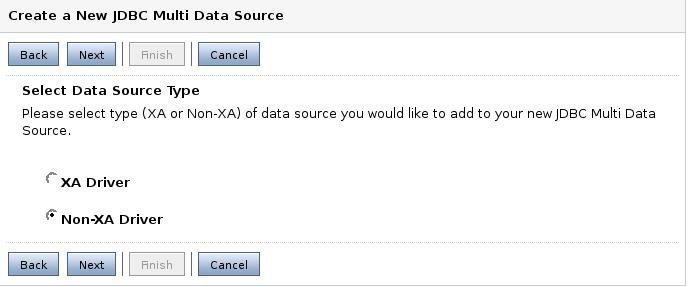 Create a New JDBC Multi Data Source
Back Next Finish Cancel
Select Data Source Type
Please select type (XA or Non-XA) of data source you would like to add to your new JDBC Multi Data
Source.
XA Driver
Non-XA Driver
Back Next Finish Cancel